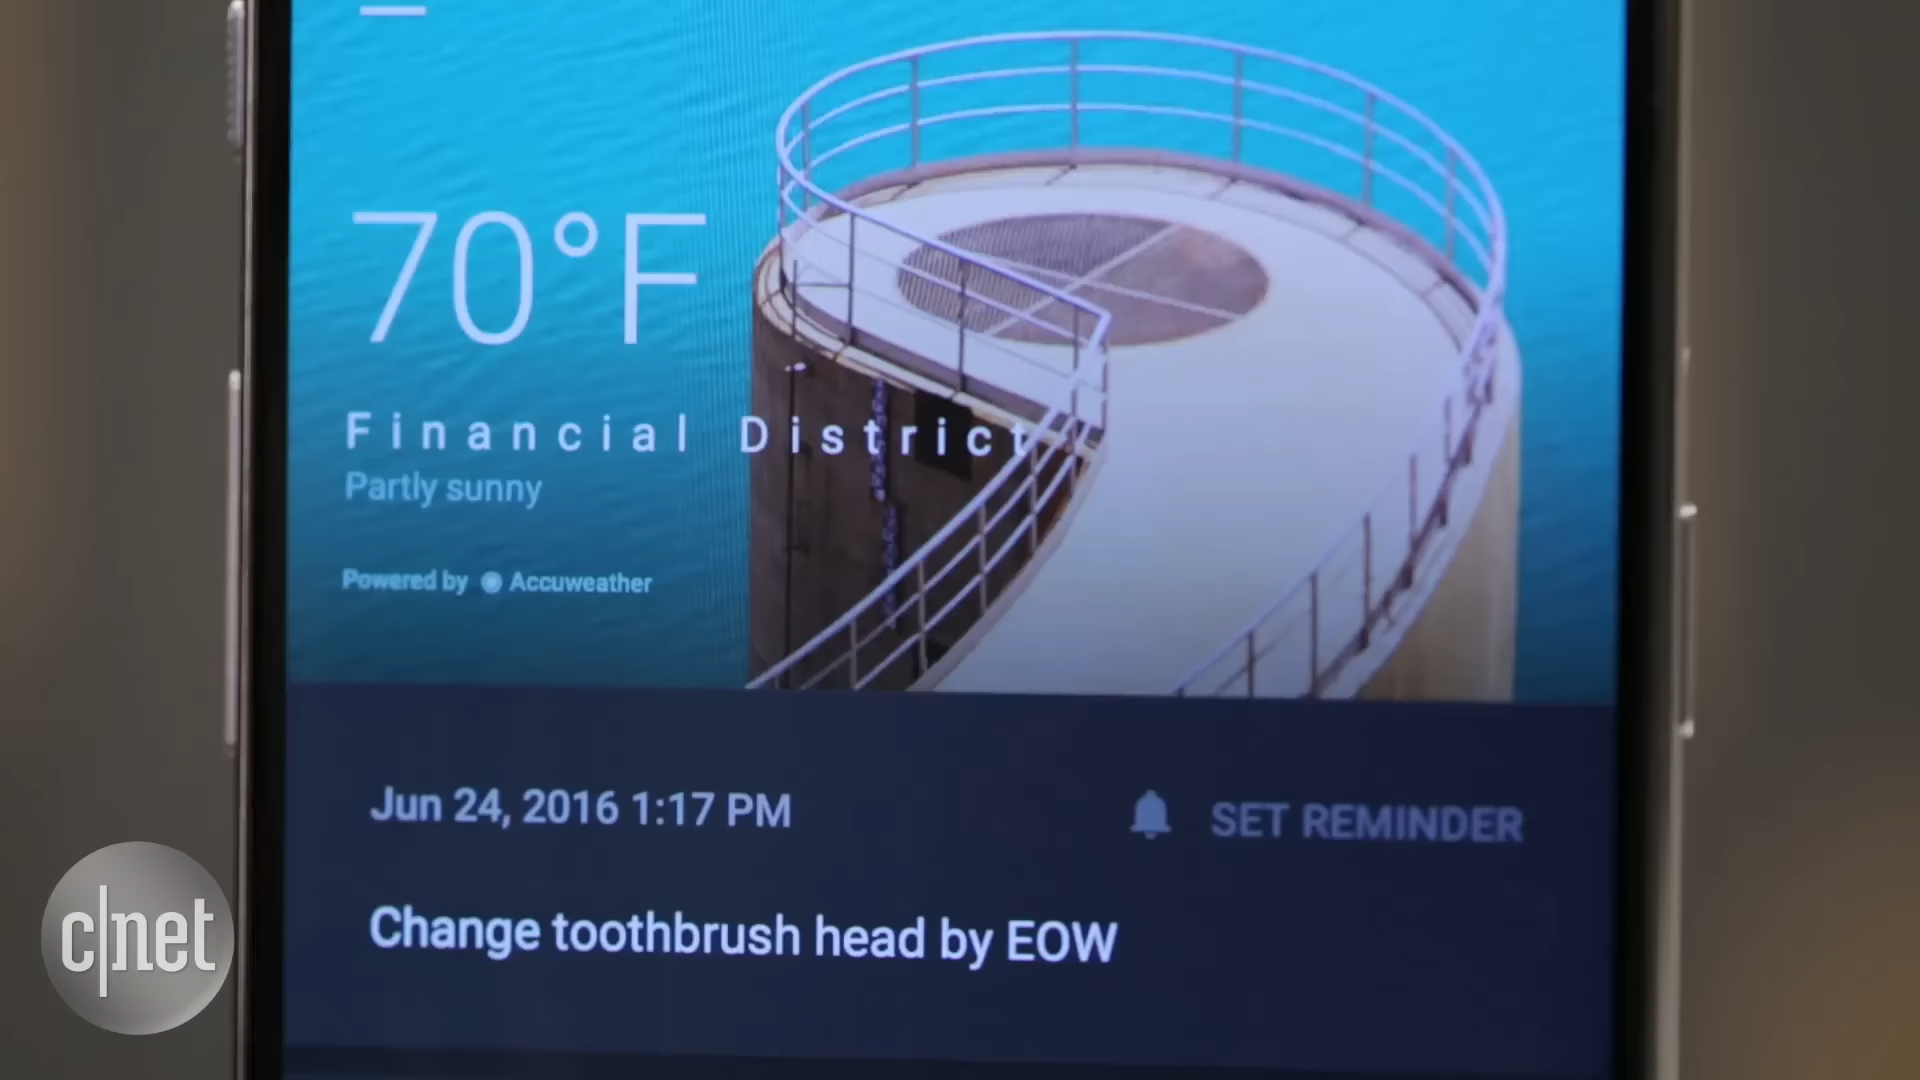 70°F
Financial District
Partly sunny
Powered by Accuweather
Jun 24, 2016 1:17 PM
SET REMINDER
Change toothbrush head by EOW
c|net